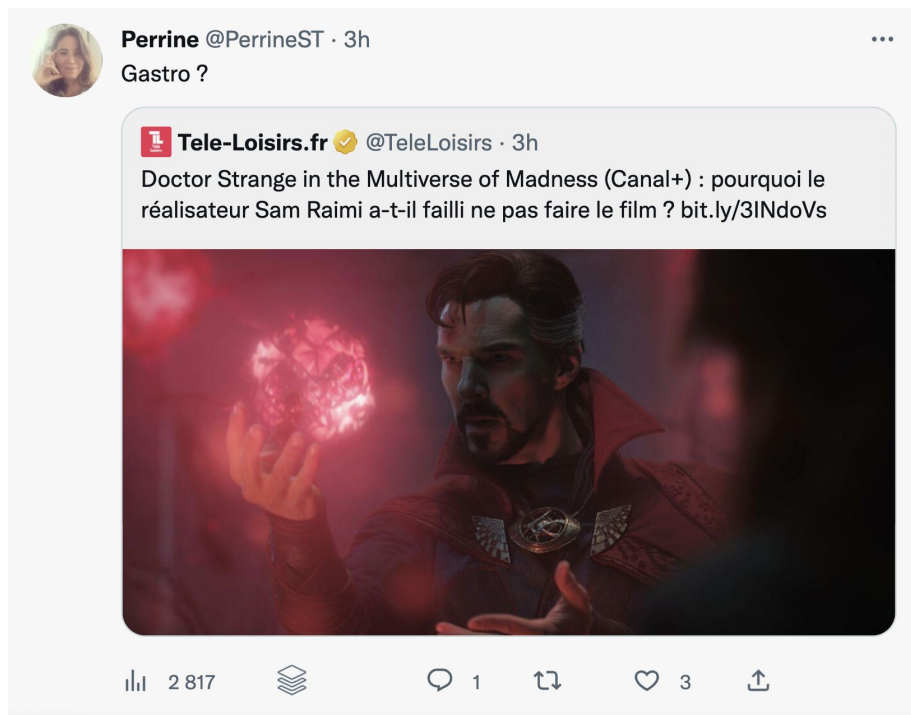 Perrine @PerrineST · 3h
Gastro ?
Tele-Loisirs.fr @TeleLoisirs · 3h
Doctor Strange in the Multiverse of Madness (Canal+) : pourquoi le
réalisateur Sam Raimi a-t-il failli ne pas faire le film ? bit.ly/3INdoVs
2 817 1 3